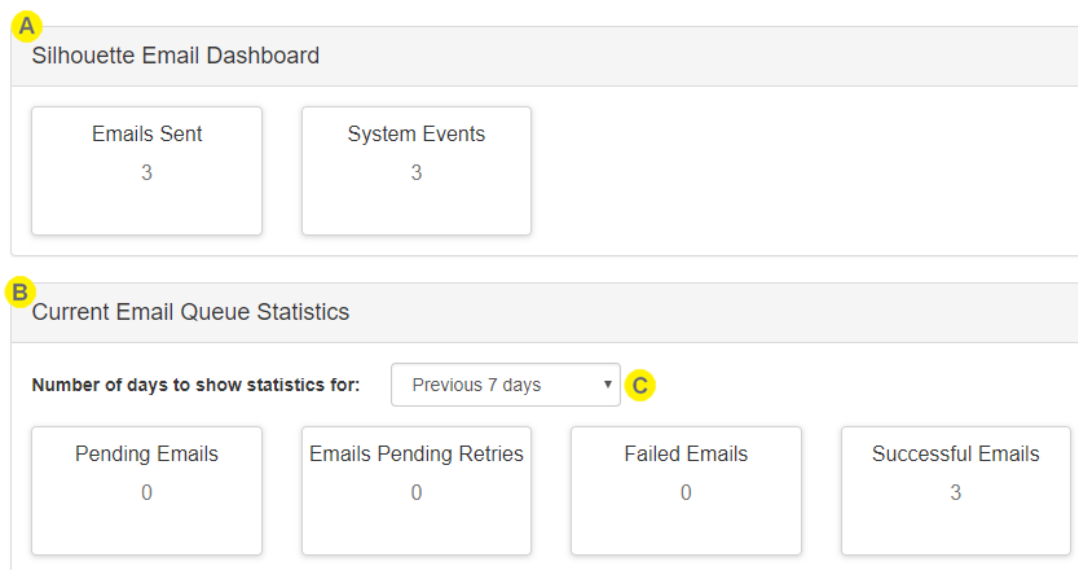 A
Silhouette Email Dashboard
Emails Sent
3
System Events
3
B
Current Email Queue Statistics
Number of days to show statistics for:
Previous 7 days
C
Pending Emails
0
Emails Pending Retries
0
Failed Emails
0
Successful Emails
3